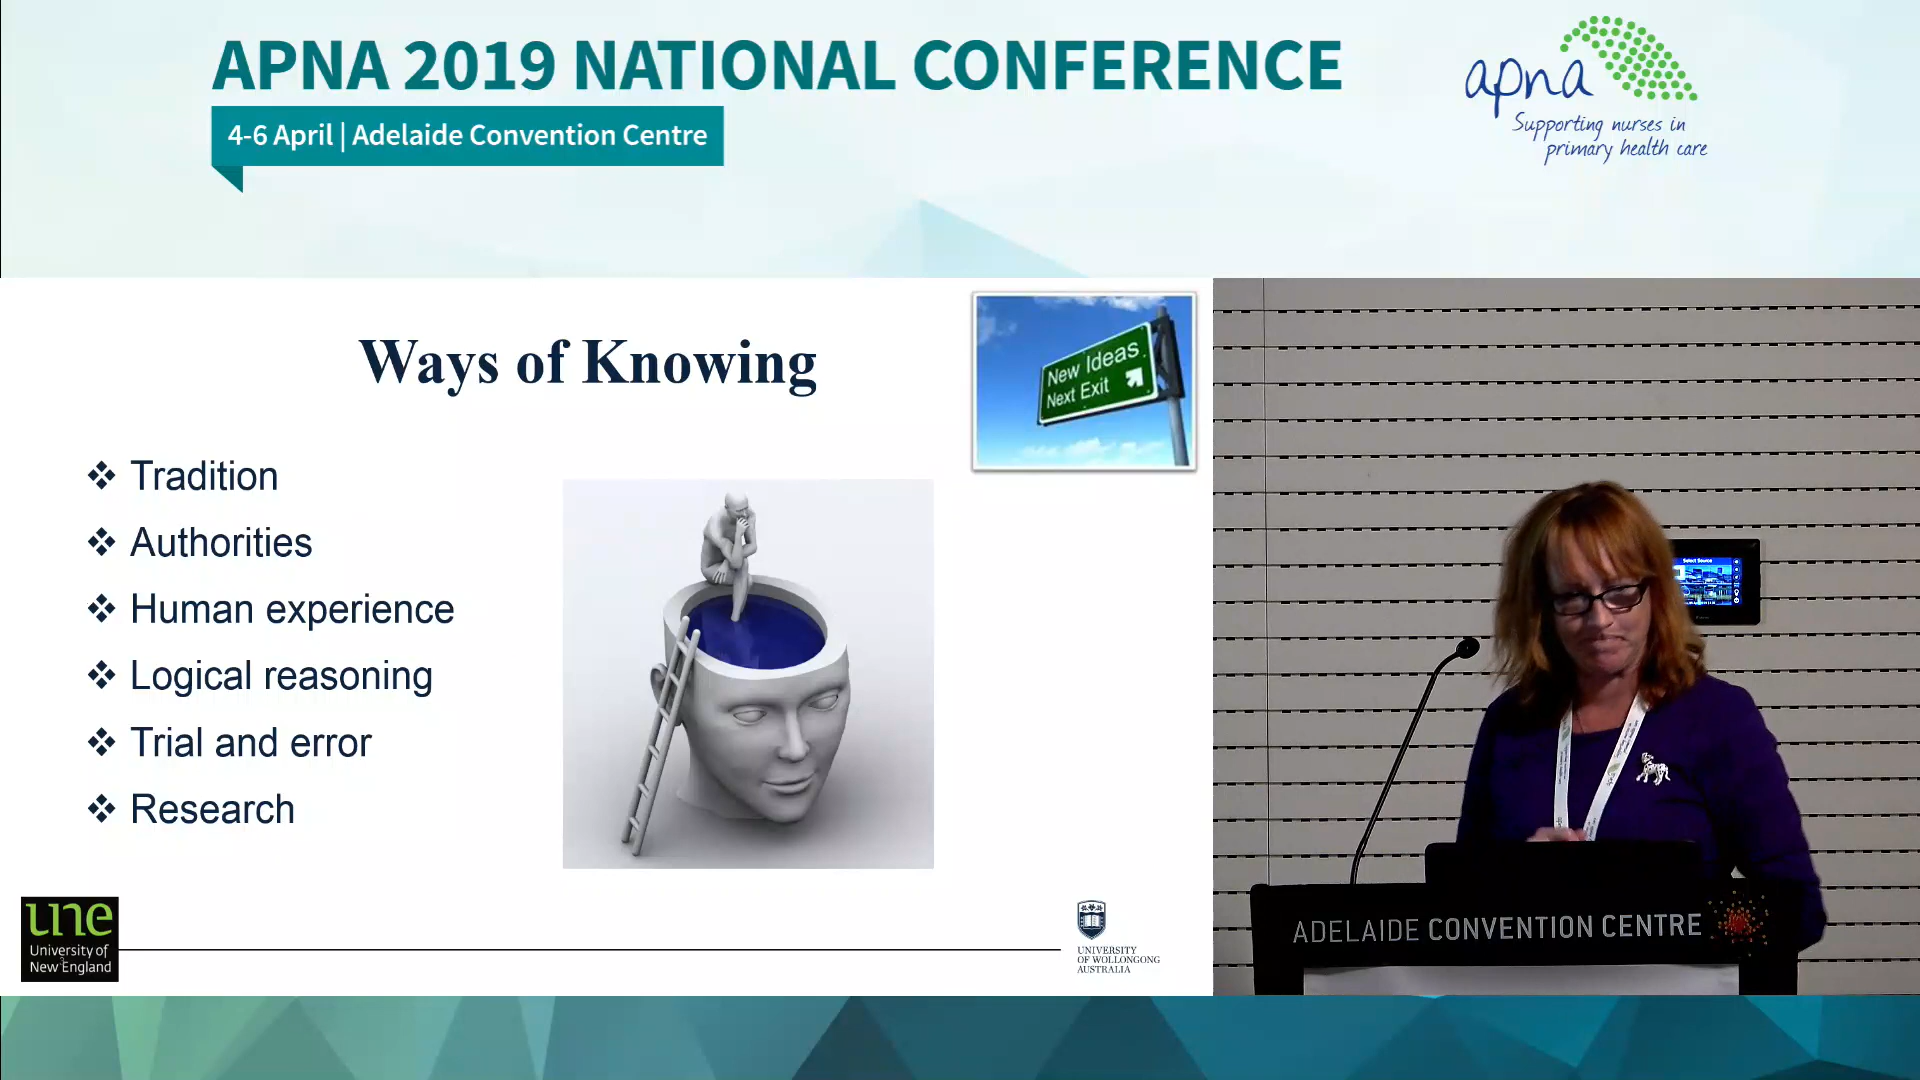 APNA 2019 NATIONAL CONFERENCE
4-6 April | Adelaide Convention Centre
apna
Supporting nurses in
primary health care
Ways of Knowing
New Ideas
Next Exit
❖ Tradition
❖ Authorities
❖ Human experience
❖ Logical reasoning
❖ Trial and error
❖ Research
une
University of
New England
UNIVERSITY
OF WOLLONGONG
AUSTRALIA
Select Source
ADELAIDE CONVENTION CENTRE